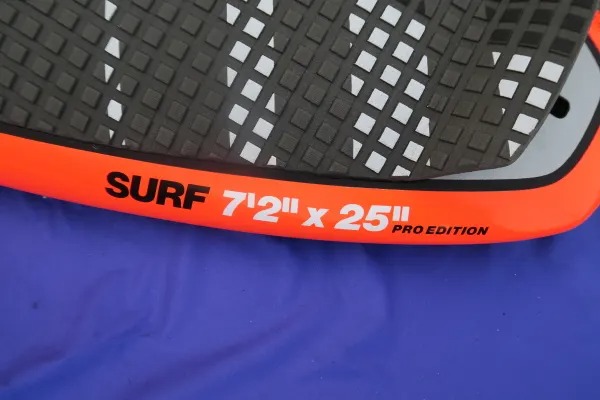 SURF 7'2" x 25" PRO EDITION